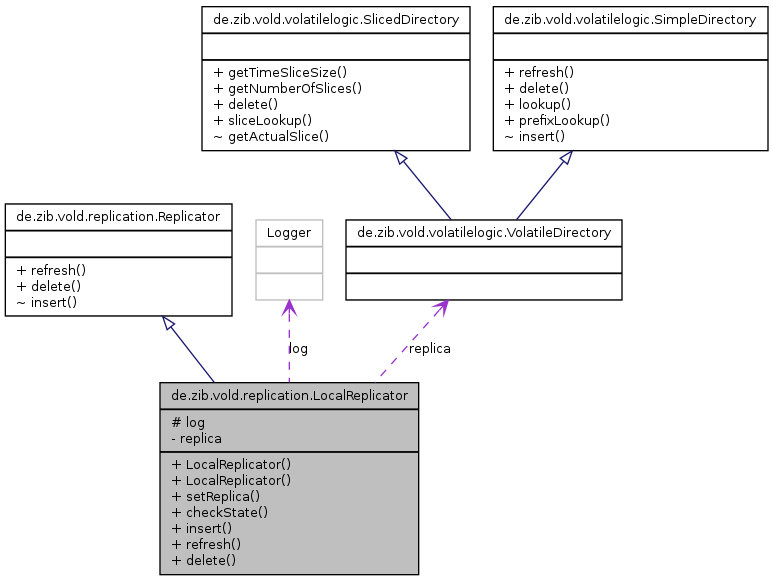 de.zib.vold.volatilelogic.SlicedDirectory
+ getTimeSliceSize()
+ getNumberOfSlices()
+ delete()
+ sliceLookup()
~ getActualSlice()
de.zib.vold.volatilelogic.SimpleDirectory
+ refresh()
+ delete()
+ lookup()
+ prefixLookup()
~ insert()
de.zib.vold.replication.Replicator
+ refresh()
+ delete()
~ insert()
Logger
de.zib.vold.volatilelogic.VolatileDirectory
log
replica
de.zib.vold.replication.LocalReplicator
# log
- replica
+ LocalReplicator()
+ LocalReplicator()
+ setReplica()
+ checkState()
+ insert()
+ refresh()
+ delete()